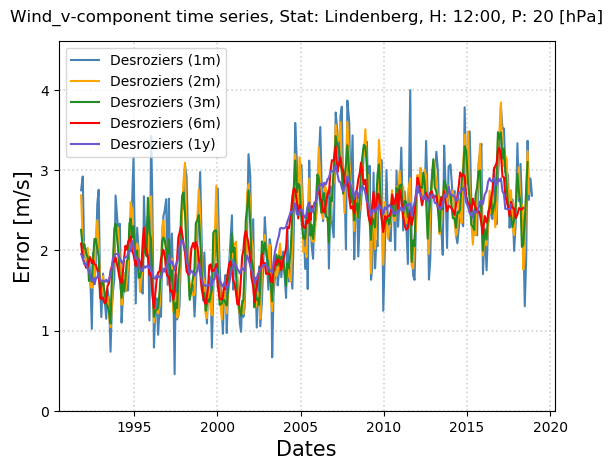 Wind_v-component time series, Stat: Lindenberg, H: 12:00, P: 20 [hPa]
Desroziers (1m)
Desroziers (2m)
Desroziers (3m)
Desroziers (6m)
Desroziers (1y)
Error [m/s]
4
3
2
1
0
1995 2000 2005 2010 2015 2020
Dates